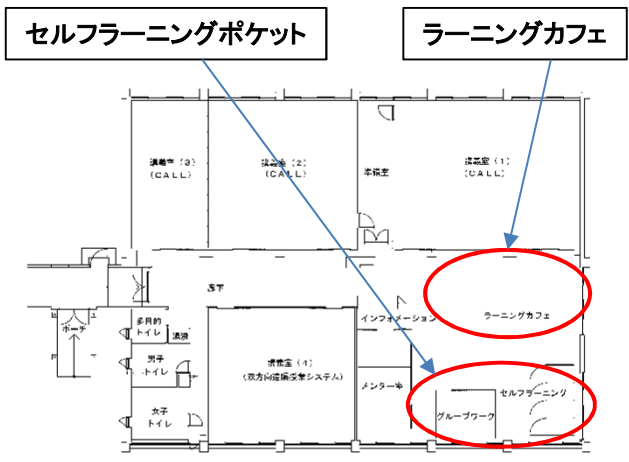 セルフラーニングポケット
ラーニングカフェ
講義室（３）
（ＣＡＬＬ）
講義室（２）
（ＣＡＬＬ）
準備室
講義室（１）
（ＣＡＬＬ）
廊下
ポーチ
多目的
トイレ
湯沸
男子
トイレ
女子
トイレ
講義室（４）
（双方向遠隔授業システム）
インフォメーション
ラーニングカフェ
メンター室
セルフラーニング
グループワーク